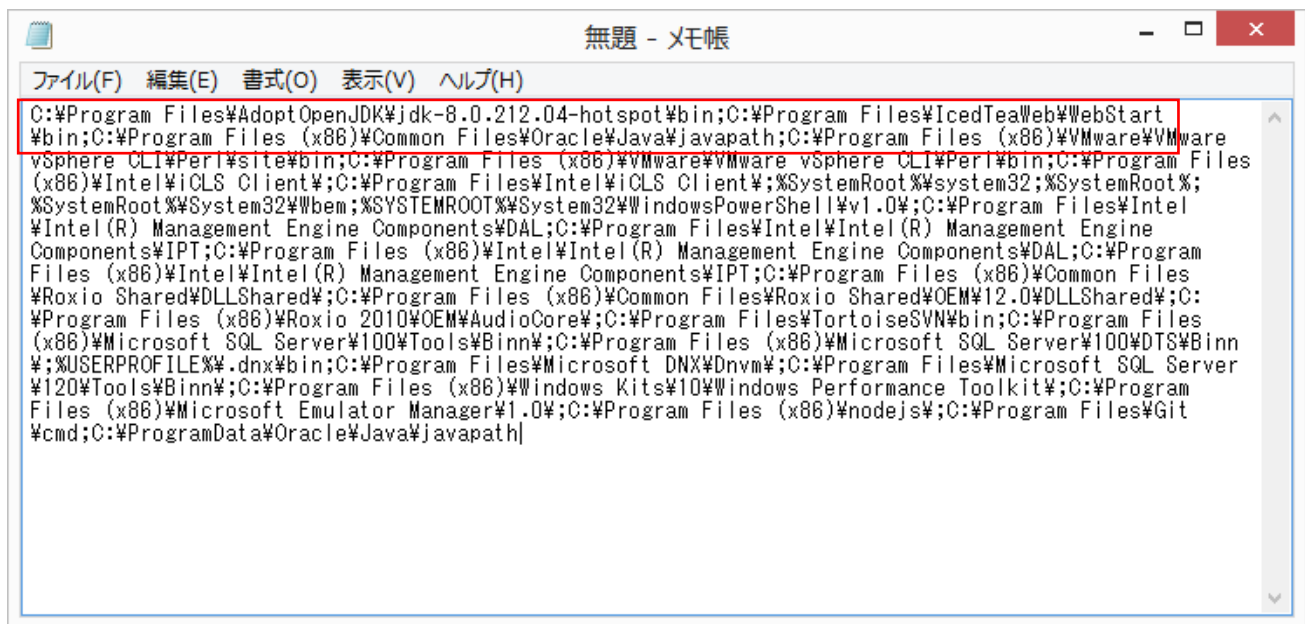 無題 - メモ帳
ファイル(F) 編集(E) 書式(O) 表示(V) ヘルプ(H)
C:¥Program Files¥AdoptOpenJDK¥jdk-8.0.212.04-hotspot¥bin;C:¥Program Files¥IcedTeaWeb¥WebStart
¥bin;C:¥Program Files (x86)¥Common Files¥Oracle¥Java¥javapath;C:¥Program Files (x86)¥VMware¥VMware
vSphere CLI¥Perl¥site¥bin;C:¥Program Files (x86)¥VMware¥VMware vSphere CLI¥Perl¥bin;C:¥Program Files
(x86)¥Intel¥iCLS Client¥;C:¥Program Files¥Intel¥iCLS Client¥;%SystemRoot%¥system32;%SystemRoot%;
%SystemRoot%¥System32¥Wbem;%SYSTEMROOT%¥System32¥WindowsPowerShell¥v1.0¥;C:¥Program Files¥Intel
¥Intel(R) Management Engine Components¥DAL;C:¥Program Files¥Intel¥Intel(R) Management Engine
Components¥IPT;C:¥Program Files (x86)¥Intel¥Intel(R) Management Engine Components¥DAL;C:¥Program
Files (x86)¥Intel¥Intel(R) Management Engine Components¥IPT;C:¥Program Files (x86)¥Common Files
¥Roxio Shared¥DLLShared¥;C:¥Program Files (x86)¥Common Files¥Roxio Shared¥OEM¥12.0¥DLLShared¥;C:
¥Program Files (x86)¥Roxio 2010¥OEM¥AudioCore¥;C:¥Program Files¥TortoiseSVN¥bin;C:¥Program Files
(x86)¥Microsoft SQL Server¥100¥Tools¥Binn¥;C:¥Program Files (x86)¥Microsoft SQL Server¥100¥DTS¥Binn
¥;%USERPROFILE%¥.dnx¥bin;C:¥Program Files¥Microsoft DNX¥Dnvm¥;C:¥Program Files¥Microsoft SQL Server
¥120¥Tools¥Binn¥;C:¥Program Files (x86)¥Windows Kits¥10¥Windows Performance Toolkit¥;C:¥Program
Files (x86)¥Microsoft Emulator Manager¥1.0¥;C:¥Program Files (x86)¥nodejs¥;C:¥Program Files¥Git
¥cmd;C:¥ProgramData¥Oracle¥Java¥javapath